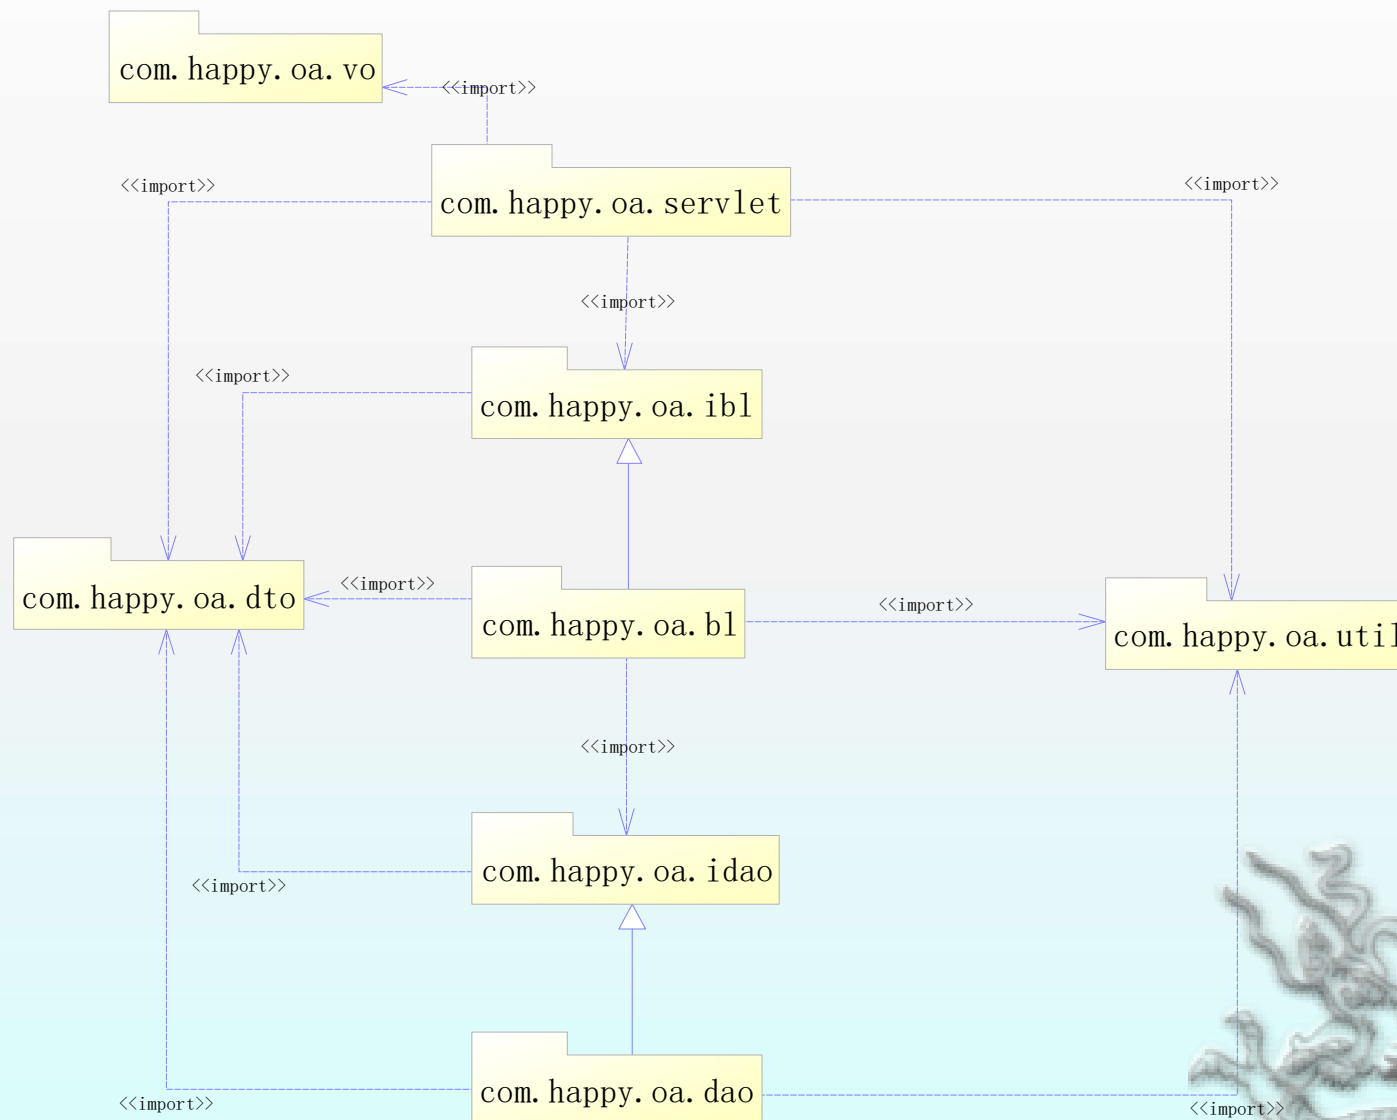 com.happy.oa.vo
<<import>>
<<import>>
<<import>>
com.happy.oa.servlet
<<import>>
<<import>>
com.happy.oa.ibl
<<import>>
<<import>>
com.happy.oa.dto
com.happy.oa.bl
com.happy.oa.util
<<import>>
com.happy.oa.idao
<<import>>
com.happy.oa.dao
<<import>>
<<import>>